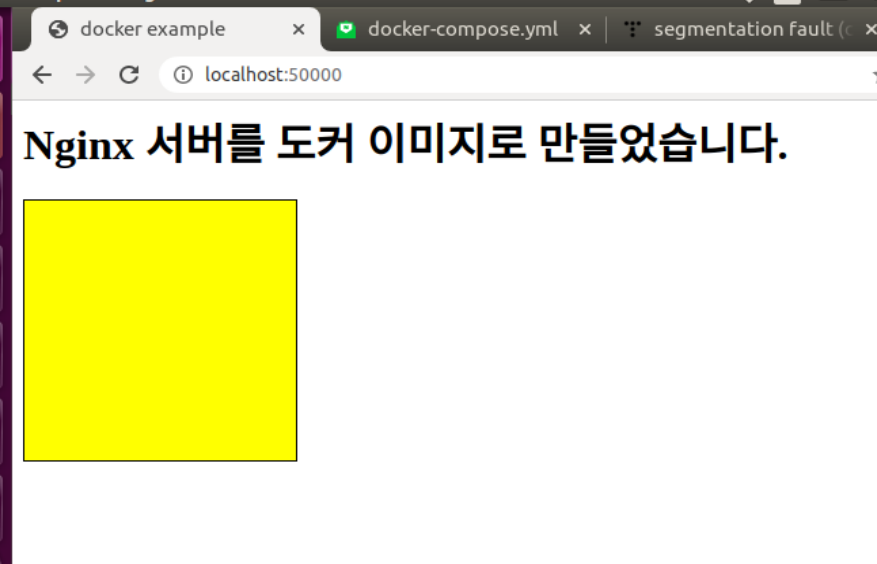 docker example
docker-compose.yml
segmentation fault (
localhost:50000
Nginx 서버를 도커 이미지로 만들었습니다.